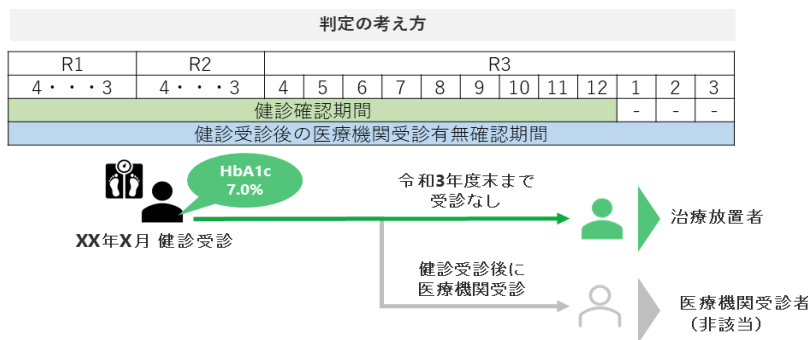 判定の考え方
R1 R2 R3
4・・・3 4・・・3 4 5 6 7 8 9 10 11 12 1 2 3
健診確認期間 - - -
健診受診後の医療機関受診有無確認期間
HbA1c
7.0%
令和3年度末まで
受診なし
治療放置者
XX年X月 健診受診
健診受診後に
医療機関受診
医療機関受診者
（非該当）